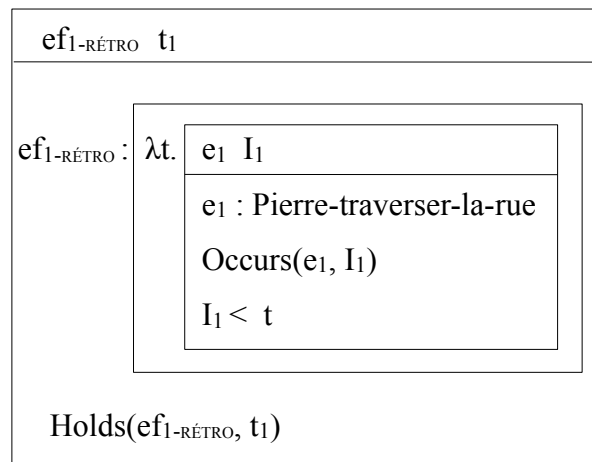 ef1-RÉTRO t1
ef1-RÉTRO : λt. e1 I1
e1 : Pierre-traverser-la-rue
Occurs(e1, I1)
I1 < t
Holds(ef1-RÉTRO, t1)